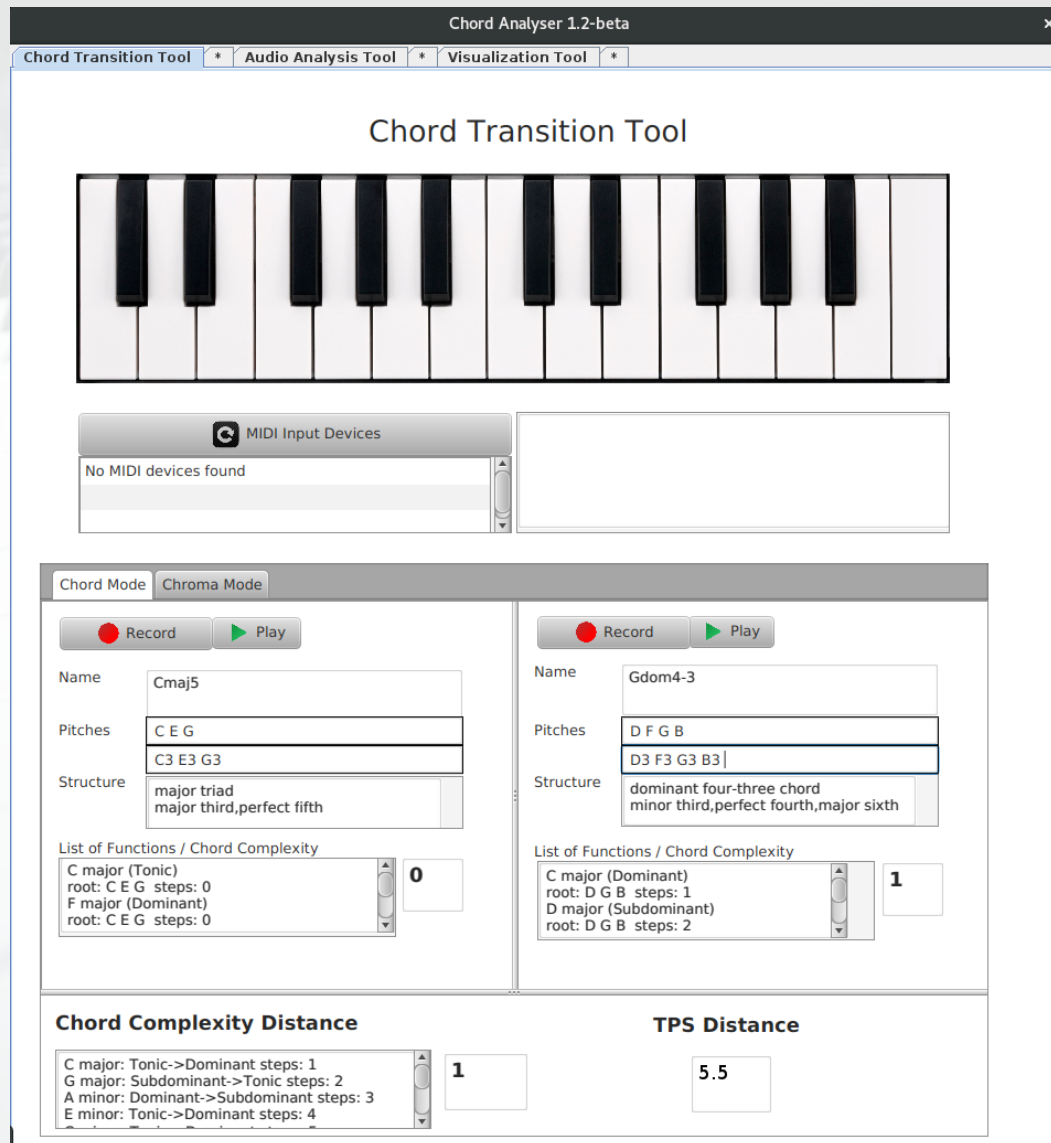 Chord Analyser 1.2-beta
Chord Transition Tool * Audio Analysis Tool * Visualization Tool *
Chord Transition Tool
MIDI Input Devices
No MIDI devices found
Chord Mode Chroma Mode
Record Play
Name
Cmaj5
Pitches
C E G
C3 E3 G3
Structure
major triad
major third,perfect fifth
List of Functions / Chord Complexity
C major (Tonic)
root: C E G steps: 0
F major (Dominant)
root: C E G steps: 0
0
Record Play
Name
Gdom4-3
Pitches
D F G B
D3 F3 G3 B3
Structure
dominant four-three chord
minor third,perfect fourth,major sixth
List of Functions / Chord Complexity
C major (Dominant)
root: D G B steps: 1
D major (Subdominant)
root: D G B steps: 2
1
Chord Complexity Distance
C major: Tonic->Dominant steps: 1
G major: Subdominant->Tonic steps: 2
A minor: Dominant->Subdominant steps: 3
E minor: Tonic->Dominant steps: 4
1
TPS Distance
5.5